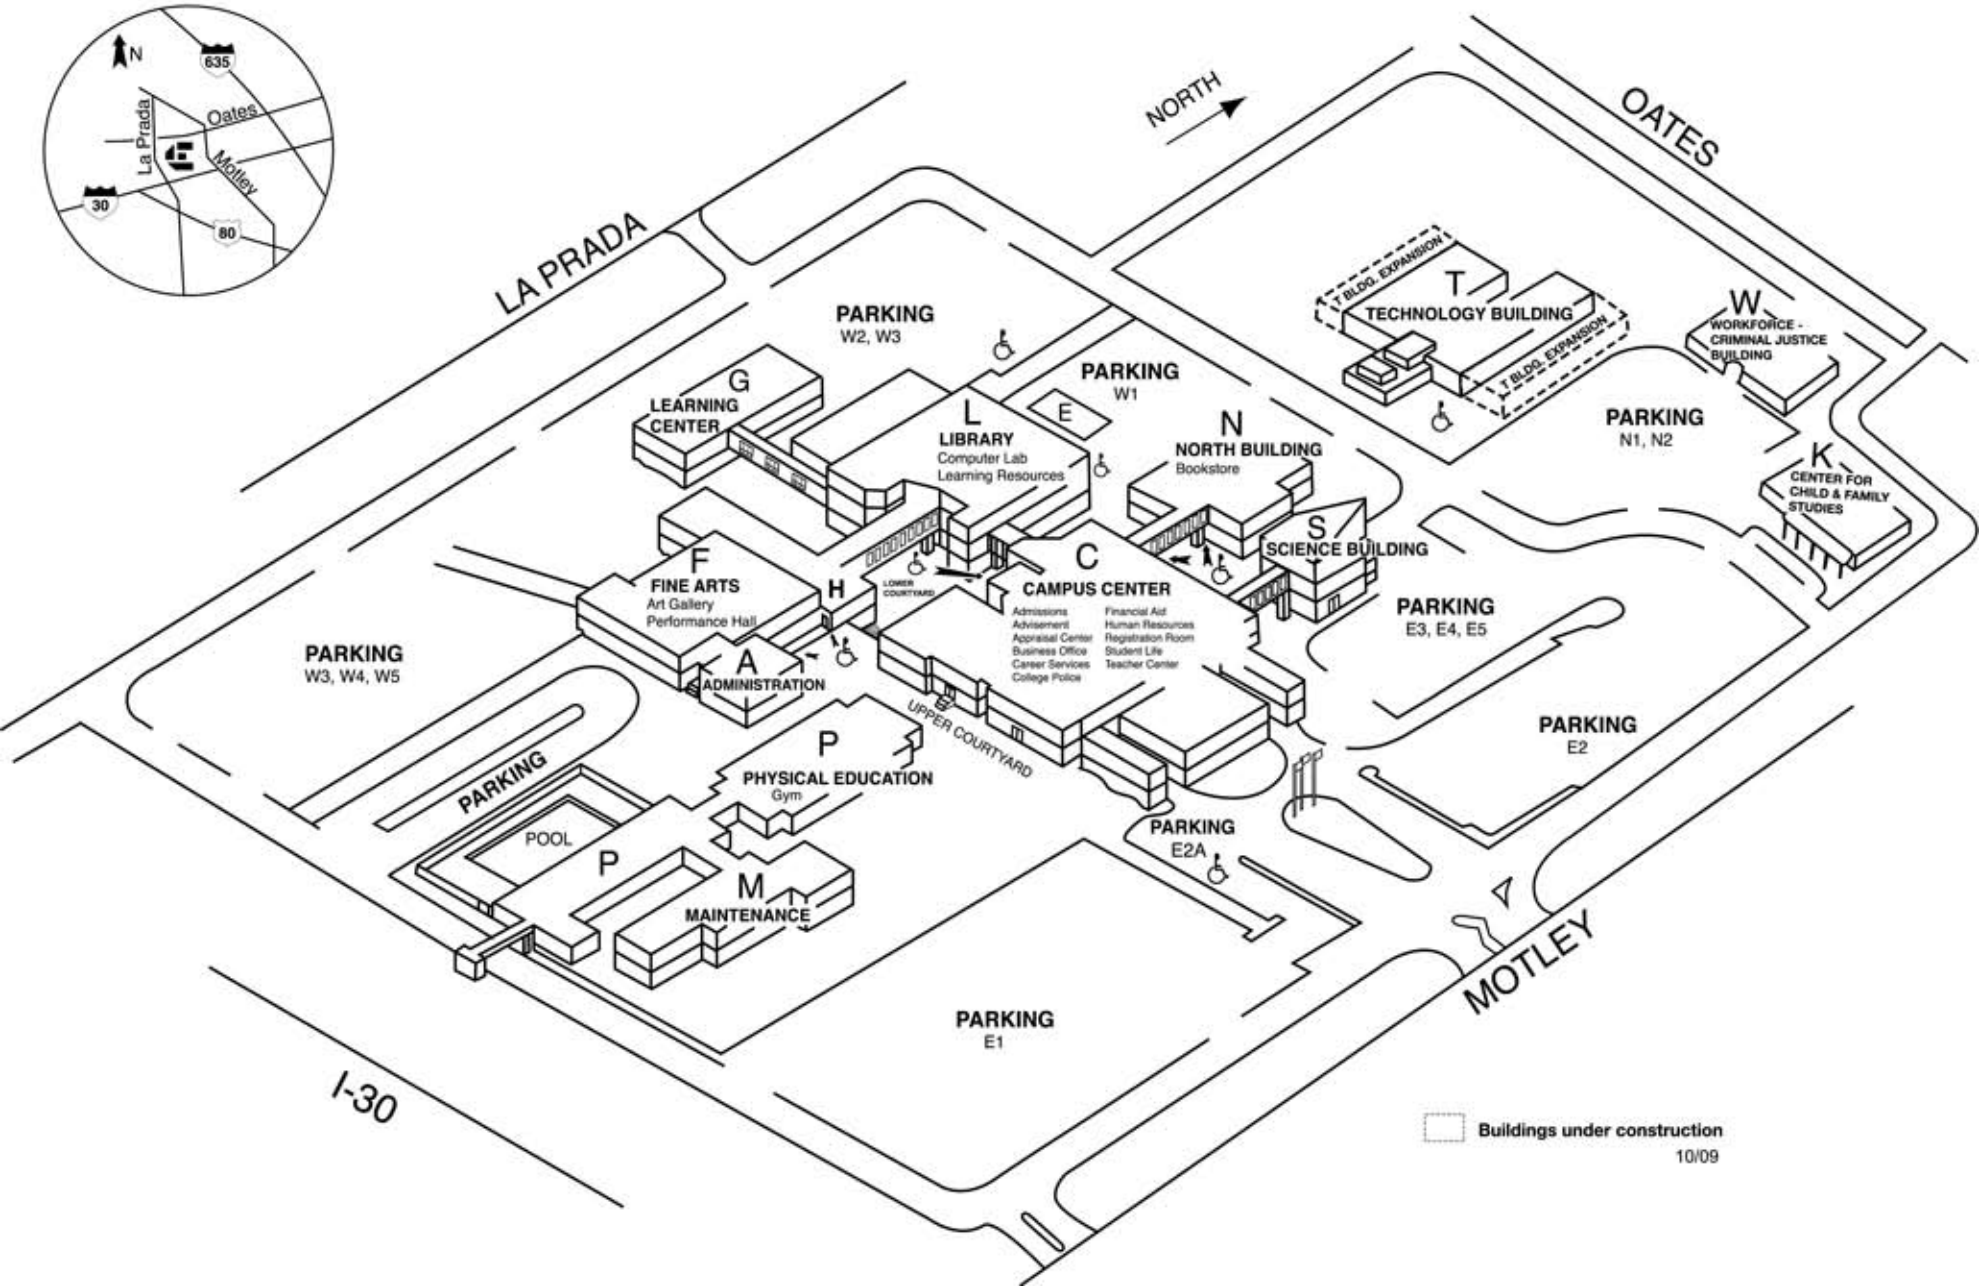 N
635
Oates
La Prada
Motley
30
80
NORTH
OATES
LA PRADA
T BLDG. EXPANSION
T
TECHNOLOGY BUILDING
T BLDG. EXPANSION
W
WORKFORCE -
CRIMINAL JUSTICE
BUILDING
PARKING
W2, W3
PARKING
W1
G
LEARNING
CENTER
L
LIBRARY
Computer Lab
Learning Resources
E
N
NORTH BUILDING
Bookstore
PARKING
N1, N2
K
CENTER FOR
CHILD & FAMILY
STUDIES
S
SCIENCE BUILDING
F
FINE ARTS
Art Gallery
Performance Hall
H
LOWER
COURTYARD
C
CAMPUS CENTER
Admissions
Advisement
Appraisal Center
Business Office
Career Services
College Police
Financial Aid
Human Resources
Registration Room
Student Life
Teacher Center
PARKING
E3, E4, E5
PARKING
W3, W4, W5
A
ADMINISTRATION
UPPER COURTYARD
PARKING
E2
PARKING
P
PHYSICAL EDUCATION
Gym
POOL
P
M
MAINTENANCE
PARKING
E2A
MOTLEY
PARKING
E1
I-30
Buildings under construction
10/09